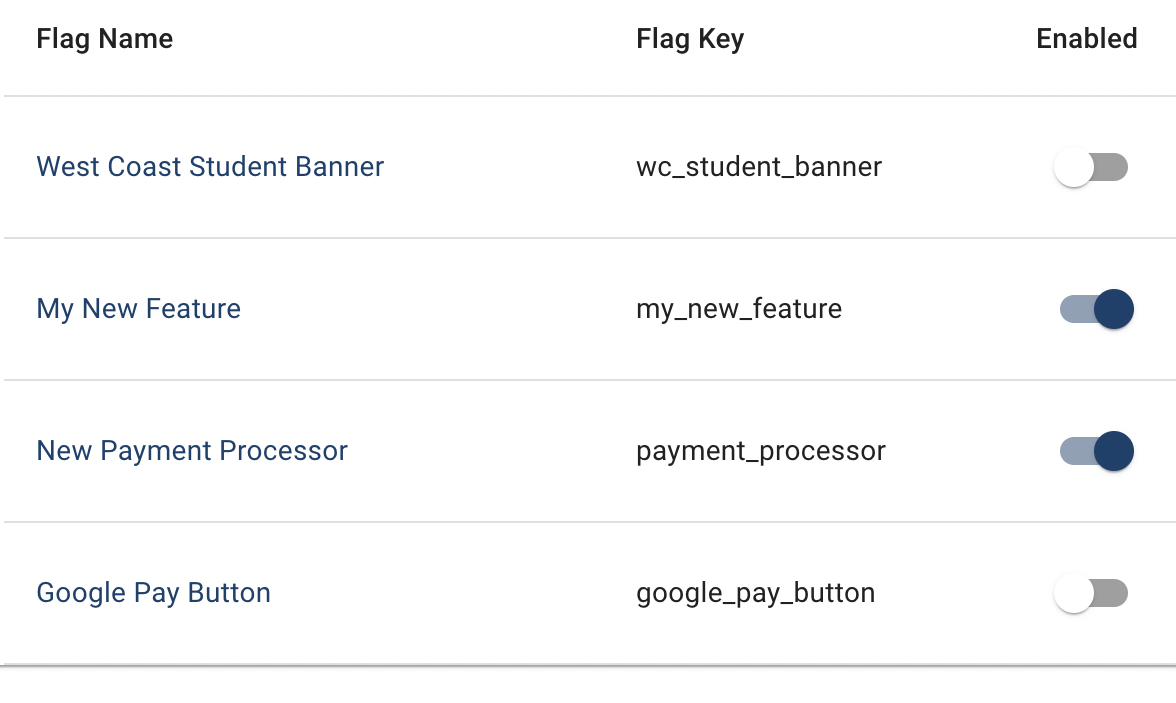 Flag Name Flag Key Enabled
West Coast Student Banner wc_student_banner
My New Feature my_new_feature
New Payment Processor payment_processor
Google Pay Button google_pay_button